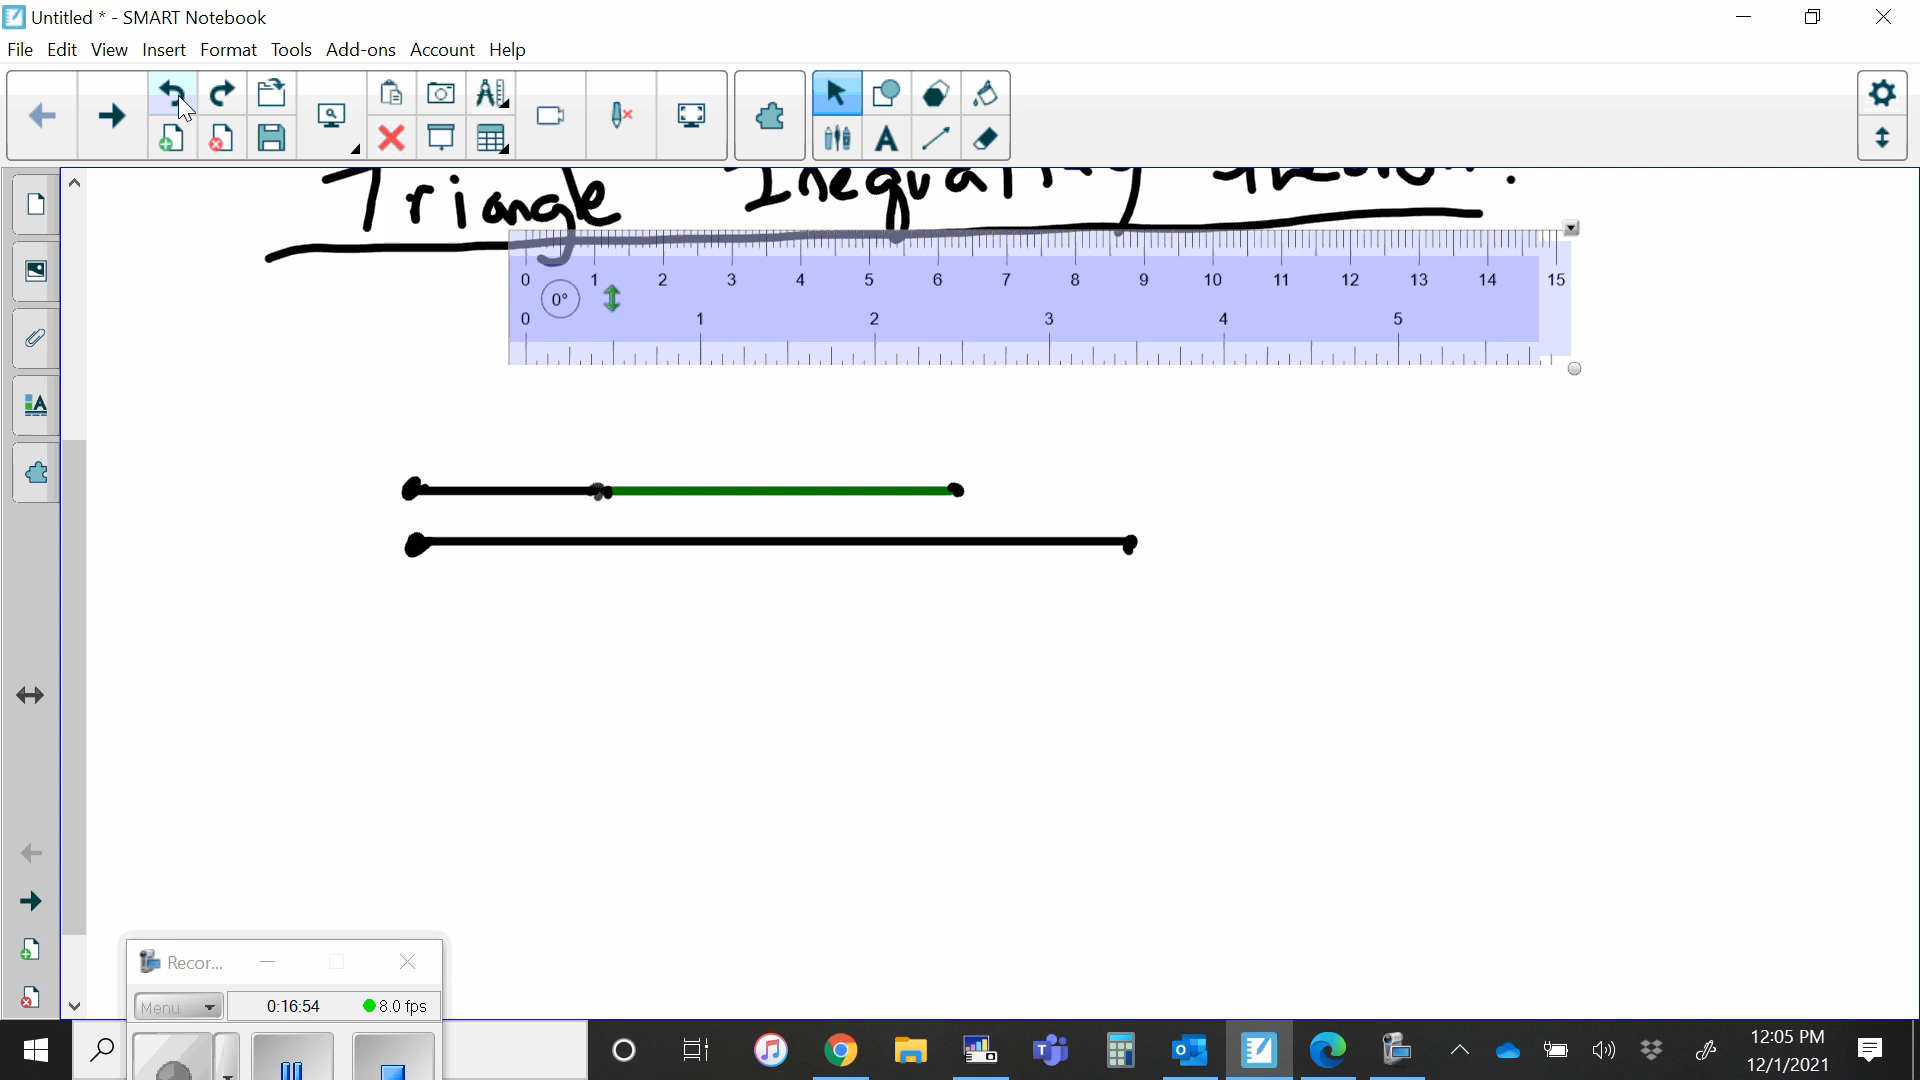 Untitled * - SMART Notebook
File Edit View Insert Format Tools Add-ons Account Help
Triangle Inequality
0 1 2 3 4 5 6 7 8 9 10 11 12 13 14 15
0°
0 1 2 3 4 5
Recor...
Menu 0:16:54 8.0 fps
12:05 PM
12/1/2021